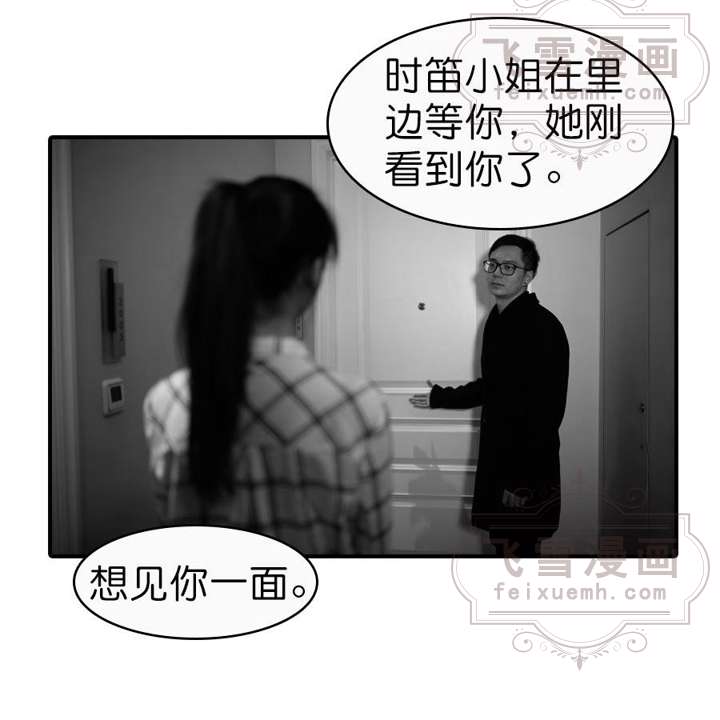 飞雪漫画
feixuemh.com
时笛小姐在里
边等你，她刚
看到你了。
想见你一面。
飞雪漫画
feixuemh.com